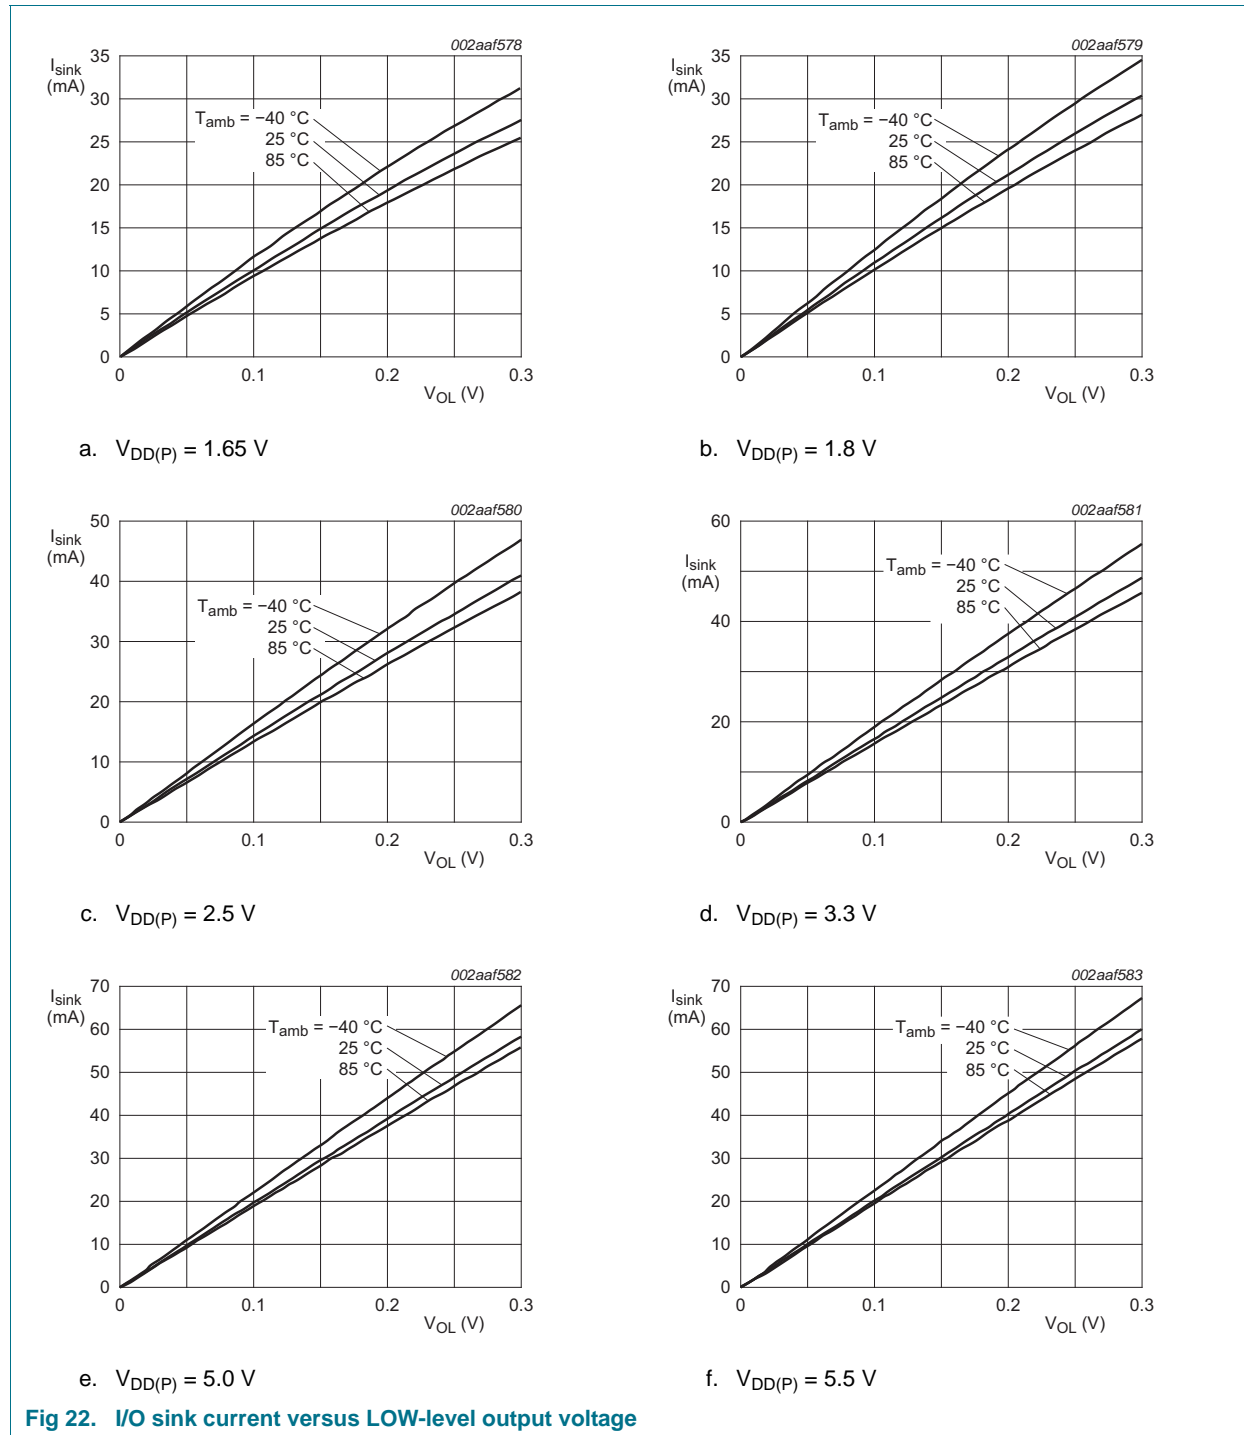 002aaf578
Isink
(mA)
35
30
25
20
15
10
5
0
Tamb = −40 °C
25 °C
85 °C
0 0.1 0.2 0.3
VOL (V)
a. VDD(P) = 1.65 V
002aaf579
Isink
(mA)
35
30
25
20
15
10
5
0
Tamb = −40 °C
25 °C
85 °C
0 0.1 0.2 0.3
VOL (V)
b. VDD(P) = 1.8 V
002aaf580
Isink
(mA)
50
40
30
20
10
0
Tamb = −40 °C
25 °C
85 °C
0 0.1 0.2 0.3
VOL (V)
c. VDD(P) = 2.5 V
002aaf581
Isink
(mA)
60
40
20
0
Tamb = −40 °C
25 °C
85 °C
0 0.1 0.2 0.3
VOL (V)
d. VDD(P) = 3.3 V
002aaf582
Isink
(mA)
70
60
50
40
30
20
10
0
Tamb = −40 °C
25 °C
85 °C
0 0.1 0.2 0.3
VOL (V)
e. VDD(P) = 5.0 V
002aaf583
Isink
(mA)
70
60
50
40
30
20
10
0
Tamb = −40 °C
25 °C
85 °C
0 0.1 0.2 0.3
VOL (V)
f. VDD(P) = 5.5 V
Fig 22. I/O sink current versus LOW-level output voltage